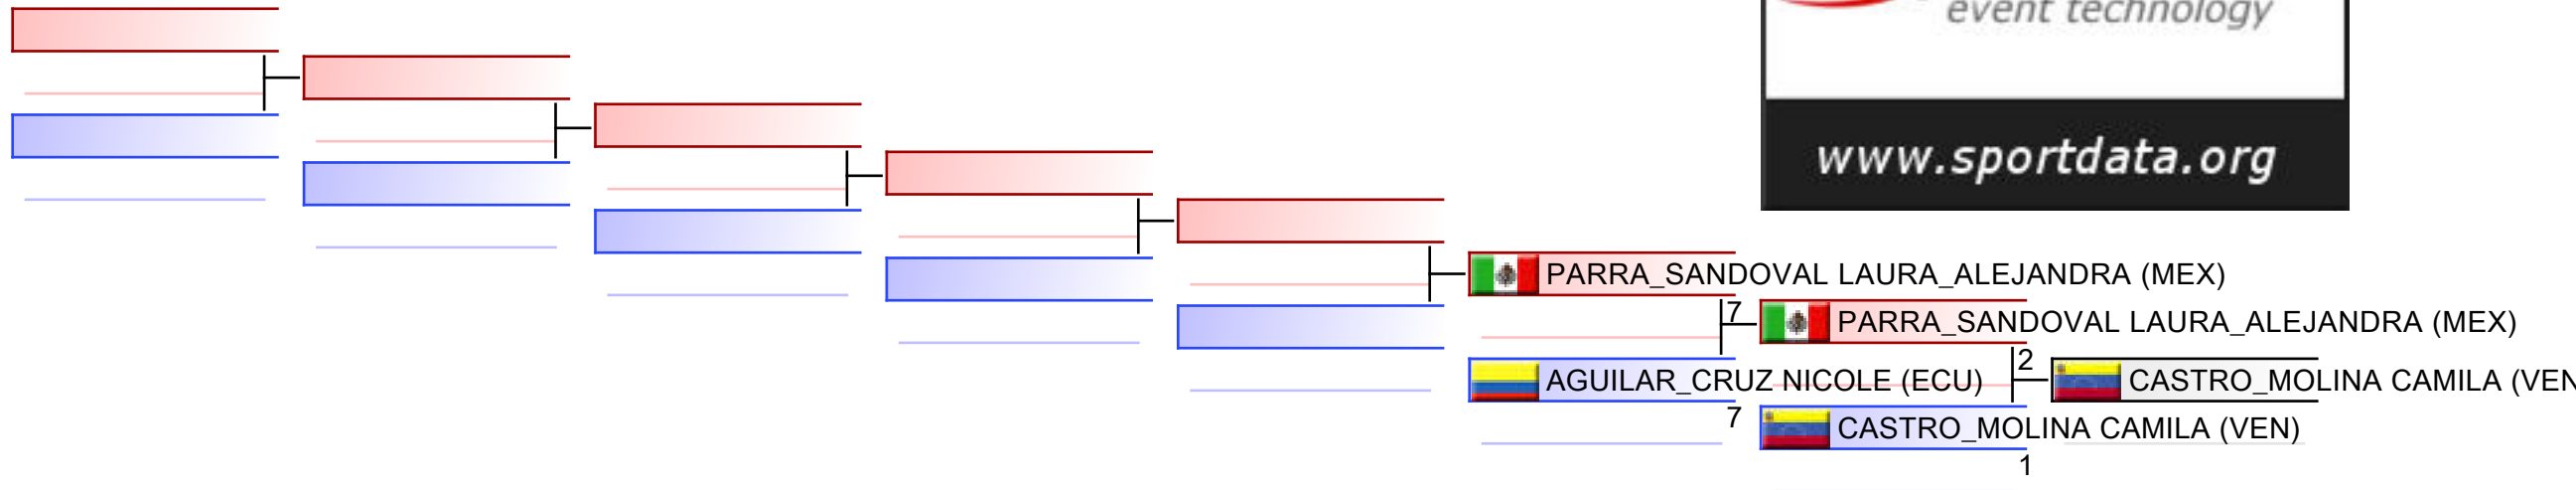 event technology
www.sportdata.org
PARRA_SANDOVAL LAURA_ALEJANDRA (MEX)
7
PARRA_SANDOVAL LAURA_ALEJANDRA (MEX)
2
AGUILAR_CRUZ NICOLE (ECU)
7
CASTRO_MOLINA CAMILA (VEN
CASTRO_MOLINA CAMILA (VEN)
1